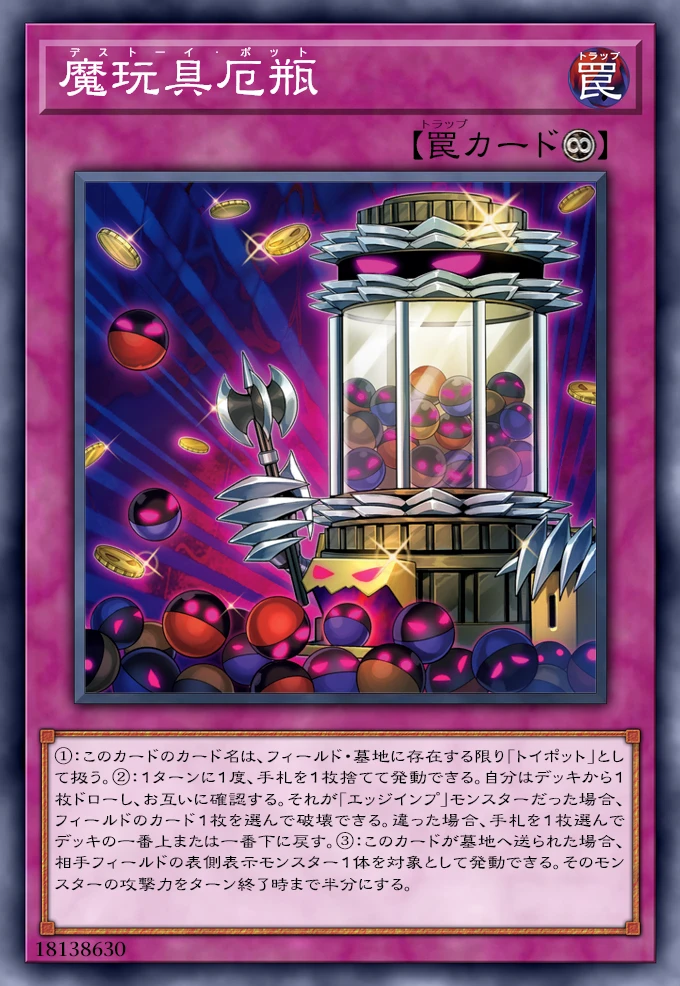 デストーイ・ポット
魔玩具厄瓶
トラップ
罠
トラップ
【罠カード♾】
①：このカードのカード名は、フィールド・墓地に存在する限り「トイポット」とし
て扱う。②：1ターンに1度、手札を1枚捨てて発動できる。自分はデッキから1
枚ドローし、お互いに確認する。それが「エッジインプ」モンスターだった場合、
フィールドのカード1枚を選んで破壊できる。違った場合、手札を1枚選んで
デッキの一番上または一番下に戻す。③：このカードが墓地へ送られた場合、
相手フィールドの表側表示モンスター1体を対象として発動できる。そのモン
スターの攻撃力をターン終了時まで半分にする。
18138630